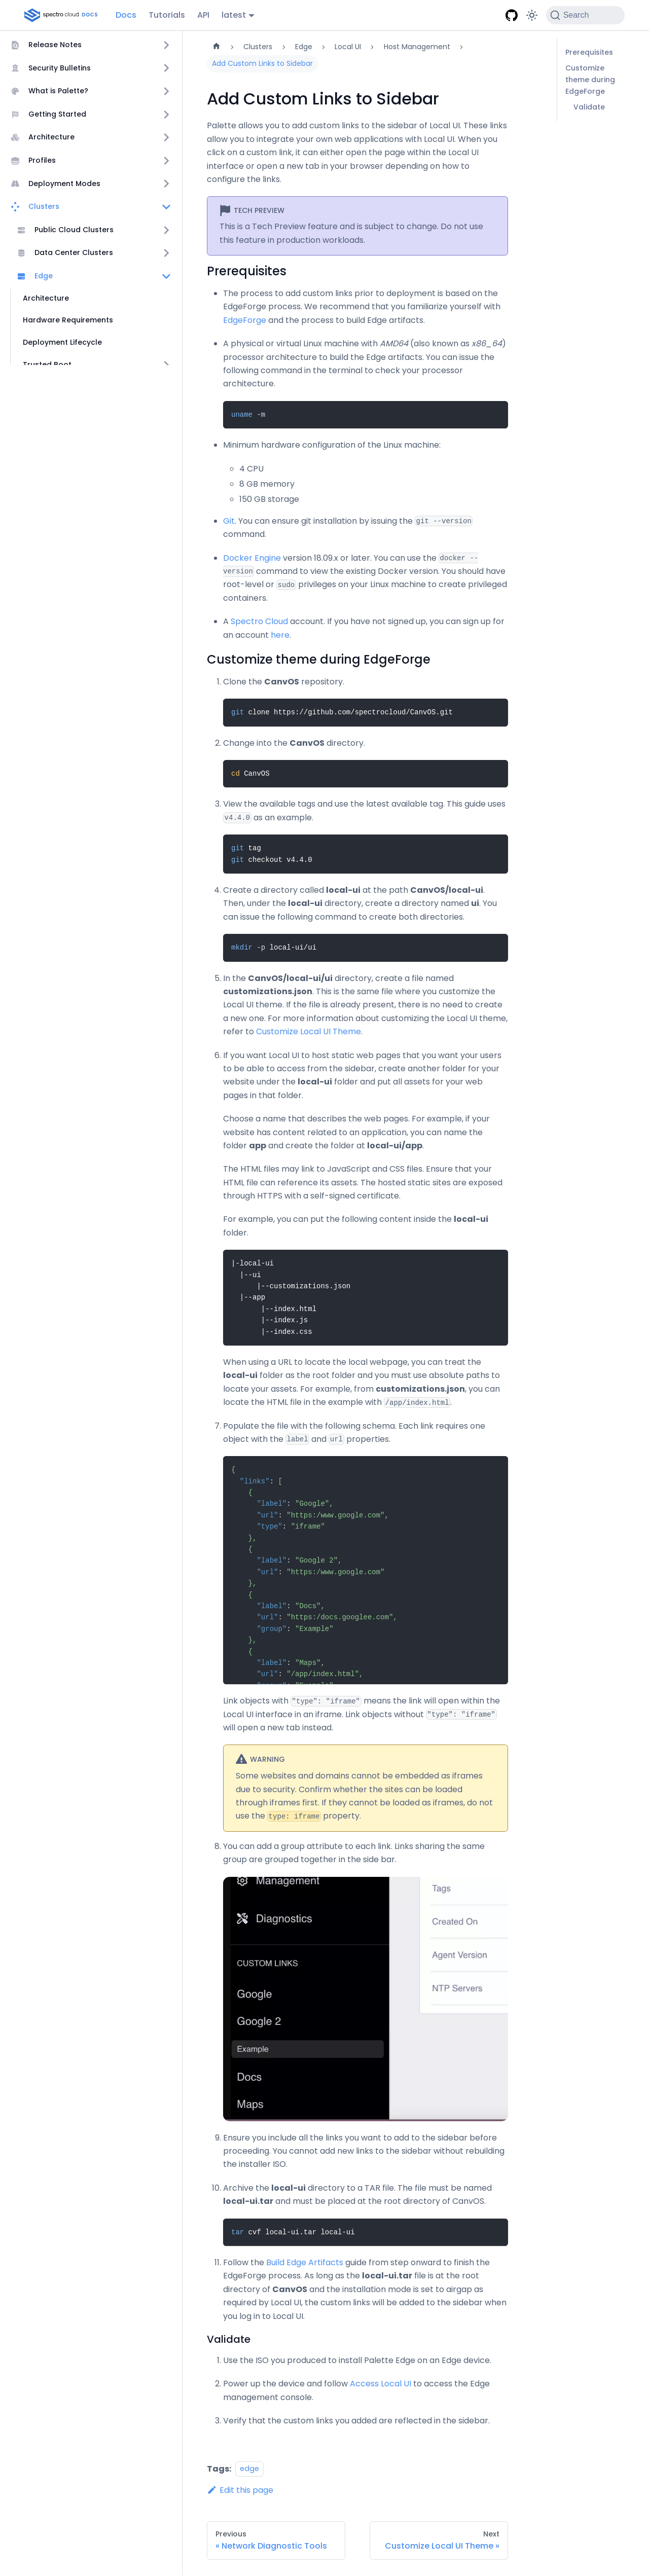 spectro cloud DOCS
Docs
Tutorials
API
latest
Search
Release Notes
Security Bulletins
What is Palette?
Getting Started
Architecture
Profiles
Deployment Modes
Clusters
Public Cloud Clusters
Data Center Clusters
Edge
Architecture
Hardware Requirements
Deployment Lifecycle
Trusted Boot
Clusters
Edge
Local UI
Host Management
Add Custom Links to Sidebar
Prerequisites
Customize
theme during
EdgeForge
Validate
Add Custom Links to Sidebar
Palette allows you to add custom links to the sidebar of Local UI. These links
allow you to integrate your own web applications with Local UI. When you
click on a custom link, it can either open the page within the Local UI
interface or open a new tab in your browser depending on how to
configure the links.
TECH PREVIEW
This is a Tech Preview feature and is subject to change. Do not use
this feature in production workloads.
Prerequisites
• The process to add custom links prior to deployment is based on the
EdgeForge process. We recommend that you familiarize yourself with
EdgeForge and the process to build Edge artifacts.
• A physical or virtual Linux machine with AMD64 (also known as x86_64)
processor architecture to build the Edge artifacts. You can issue the
following command in the terminal to check your processor
architecture.
uname -m
• Minimum hardware configuration of the Linux machine:
◦ 4 CPU
◦ 8 GB memory
◦ 150 GB storage
• Git. You can ensure git installation by issuing the git --version
command.
• Docker Engine version 18.09.x or later. You can use the docker --
version command to view the existing Docker version. You should have
root-level or sudo privileges on your Linux machine to create privileged
containers.
• A Spectro Cloud account. If you have not signed up, you can sign up for
an account here.
Customize theme during EdgeForge
1. Clone the CanvOS repository.
git clone https://github.com/spectrocloud/CanvOS.git
2. Change into the CanvOS directory.
cd CanvOS
3. View the available tags and use the latest available tag. This guide uses
v4.4.0 as an example.
git tag
git checkout v4.4.0
4. Create a directory called local-ui at the path CanvOS/local-ui.
Then, under the local-ui directory, create a directory named ui. You
can issue the following command to create both directories.
mkdir -p local-ui/ui
5. In the CanvOS/local-ui/ui directory, create a file named
customizations.json. This is the same file where you customize the
Local UI theme. If the file is already present, there is no need to create
a new one. For more information about customizing the Local UI theme,
refer to Customize Local UI Theme.
6. If you want Local UI to host static web pages that you want your users
to be able to access from the sidebar, create another folder for your
website under the local-ui folder and put all assets for your web
pages in that folder.
Choose a name that describes the web pages. For example, if your
website has content related to an application, you can name the
folder app and create the folder at local-ui/app.
The HTML files may link to JavaScript and CSS files. Ensure that your
HTML file can reference its assets. The hosted static sites are exposed
through HTTPS with a self-signed certificate.
For example, you can put the following content inside the local-ui
folder.
|-local-ui
|--ui
|--customizations.json
|--app
|--index.html
|--index.js
|--index.css
When using a URL to locate the local webpage, you can treat the
local-ui folder as the root folder and you must use absolute paths to
locate your assets. For example, from customizations.json, you can
locate the HTML file in the example with /app/index.html.
7. Populate the file with the following schema. Each link requires one
object with the label and url properties.
{
"links": [
{
"label": "Google",
"url": "https:/www.google.com",
"type": "iframe"
},
{
"label": "Google 2",
"url": "https:/www.google.com"
},
{
"label": "Docs",
"url": "https:/docs.googlee.com",
"group": "Example"
},
{
"label": "Maps",
"url": "/app/index.html",
Link objects with "type": "iframe" means the link will open within the
Local UI interface in an iframe. Link objects without "type": "iframe"
will open a new tab instead.
WARNING
Some websites and domains cannot be embedded as iframes
due to security. Confirm whether the sites can be loaded
through iframes first. If they cannot be loaded as iframes, do not
use the type: iframe property.
8. You can add a group attribute to each link. Links sharing the same
group are grouped together in the side bar.
Management
Diagnostics
CUSTOM LINKS
Google
Google 2
Example
Docs
Maps
Tags
Created On
Agent Version
NTP Servers
9. Ensure you include all the links you want to add to the sidebar before
proceeding. You cannot add new links to the sidebar without rebuilding
the installer ISO.
10. Archive the local-ui directory to a TAR file. The file must be named
local-ui.tar and must be placed at the root directory of CanvOS.
tar cvf local-ui.tar local-ui
11. Follow the Build Edge Artifacts guide from step onward to finish the
EdgeForge process. As long as the local-ui.tar file is at the root
directory of CanvOS and the installation mode is set to airgap as
required by Local UI, the custom links will be added to the sidebar when
you log in to Local UI.
Validate
1. Use the ISO you produced to install Palette Edge on an Edge device.
2. Power up the device and follow Access Local UI to access the Edge
management console.
3. Verify that the custom links you added are reflected in the sidebar.
Tags: edge
Edit this page
Previous
« Network Diagnostic Tools
Next
Customize Local UI Theme »